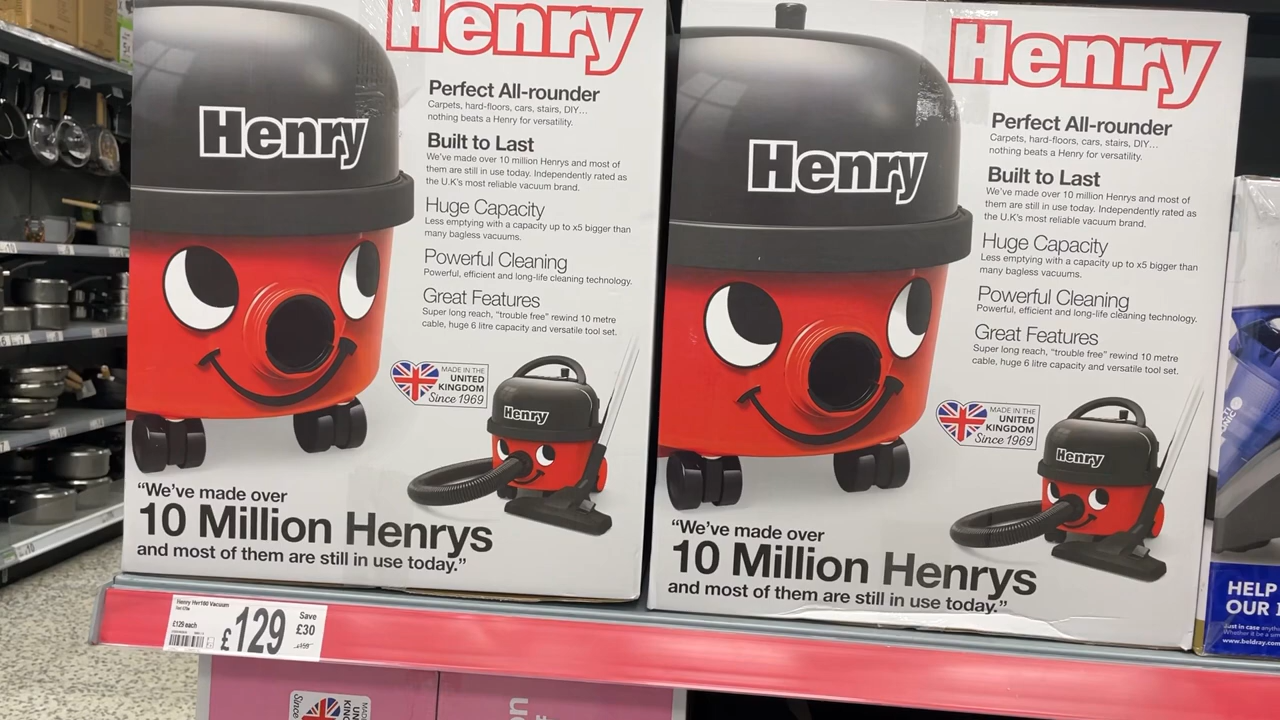 Henry
Henry
Perfect All-rounder
Carpets, hard-floors, cars, stairs, DIY...
nothing beats a Henry for versatility.
Built to Last
We've made over 10 million Henrys and most of
them are still in use today. Independently rated as
the U.K's most reliable vacuum brand.
Huge Capacity
Less emptying with a capacity up to x5 bigger than
many bagless vacuums.
Powerful Cleaning
Powerful, efficient and long-life cleaning technology.
Great Features
Super long reach, "trouble free" rewind 10 metre
cable, huge 6 litre capacity and versatile tool set.
MADE IN THE
UNITED
KINGDOM
Since 1969
Henry
"We've made over
10 Million Henrys
and most of them are still in use today."
Henry
Henry
Perfect All-rounder
Carpets, hard-floors, cars, stairs, DIY...
nothing beats a Henry for versatility.
Built to Last
We've made over 10 million Henrys and most of
them are still in use today. Independently rated as
the U.K's most reliable vacuum brand.
Huge Capacity
Less emptying with a capacity up to x5 bigger than
many bagless vacuums.
Powerful Cleaning
Powerful, efficient and long-life cleaning technology.
Great Features
Super long reach, "trouble free" rewind 10 metre
cable, huge 6 litre capacity and versatile tool set.
MADE IN THE
UNITED
KINGDOM
Since 1969
Henry
"We've made over
10 Million Henrys
and most of them are still in use today."
Henry Hvr160 Vacuum
£129 each
£129
Save
£30
HELP
OUR
Just in case
www.beldray.com
Since